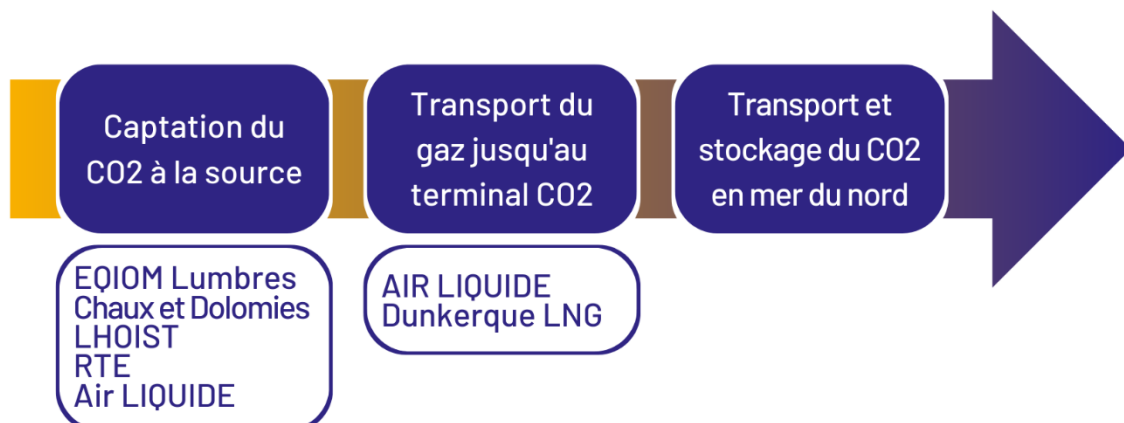 Captation du
CO2 à la source
Transport du
gaz jusqu'au
terminal CO2
Transport et
stockage du CO2
en mer du nord
EQIOM Lumbres
Chaux et Dolomies
LHOIST
RTE
Air LIQUIDE
AIR LIQUIDE
Dunkerque LNG